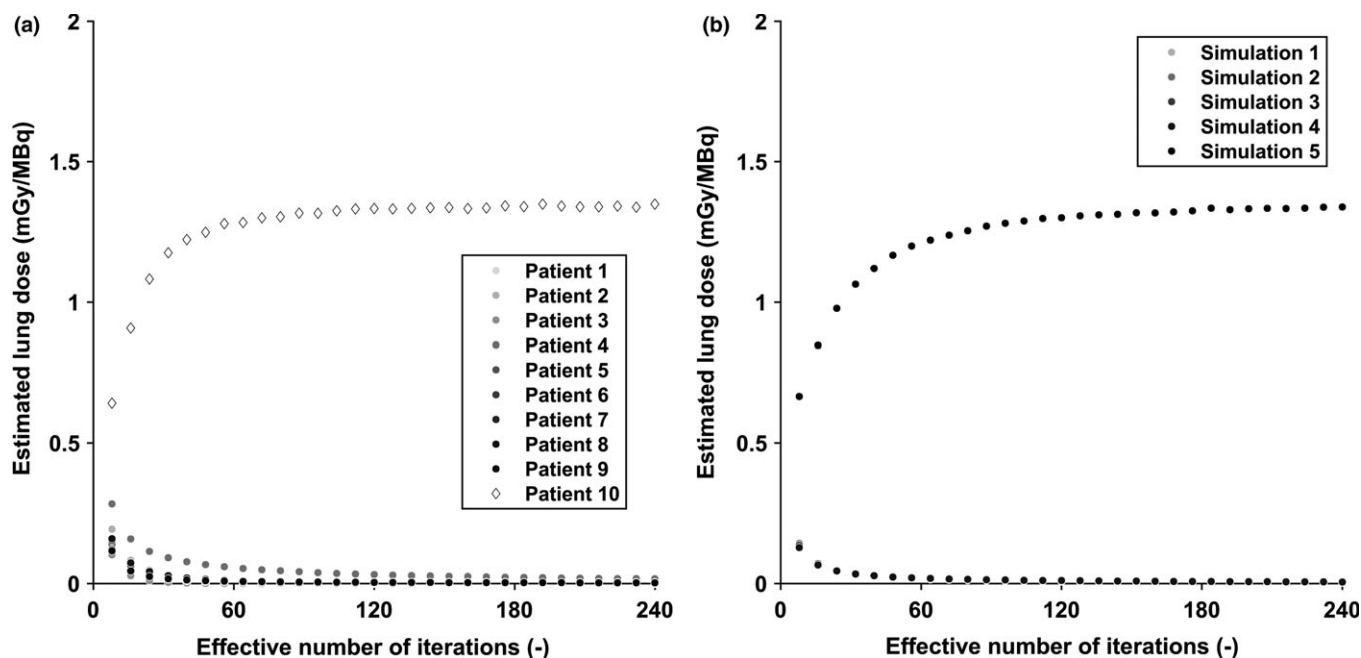 (a)
2
1.5
1
0.5
0
Estimated lung dose (mGy/MBq)
Patient 1
Patient 2
Patient 3
Patient 4
Patient 5
Patient 6
Patient 7
Patient 8
Patient 9
Patient 10
0 60 120 180 240
Effective number of iterations (-)
(b)
2
1.5
1
0.5
0
Estimated lung dose (mGy/MBq)
Simulation 1
Simulation 2
Simulation 3
Simulation 4
Simulation 5
0 60 120 180 240
Effective number of iterations (-)